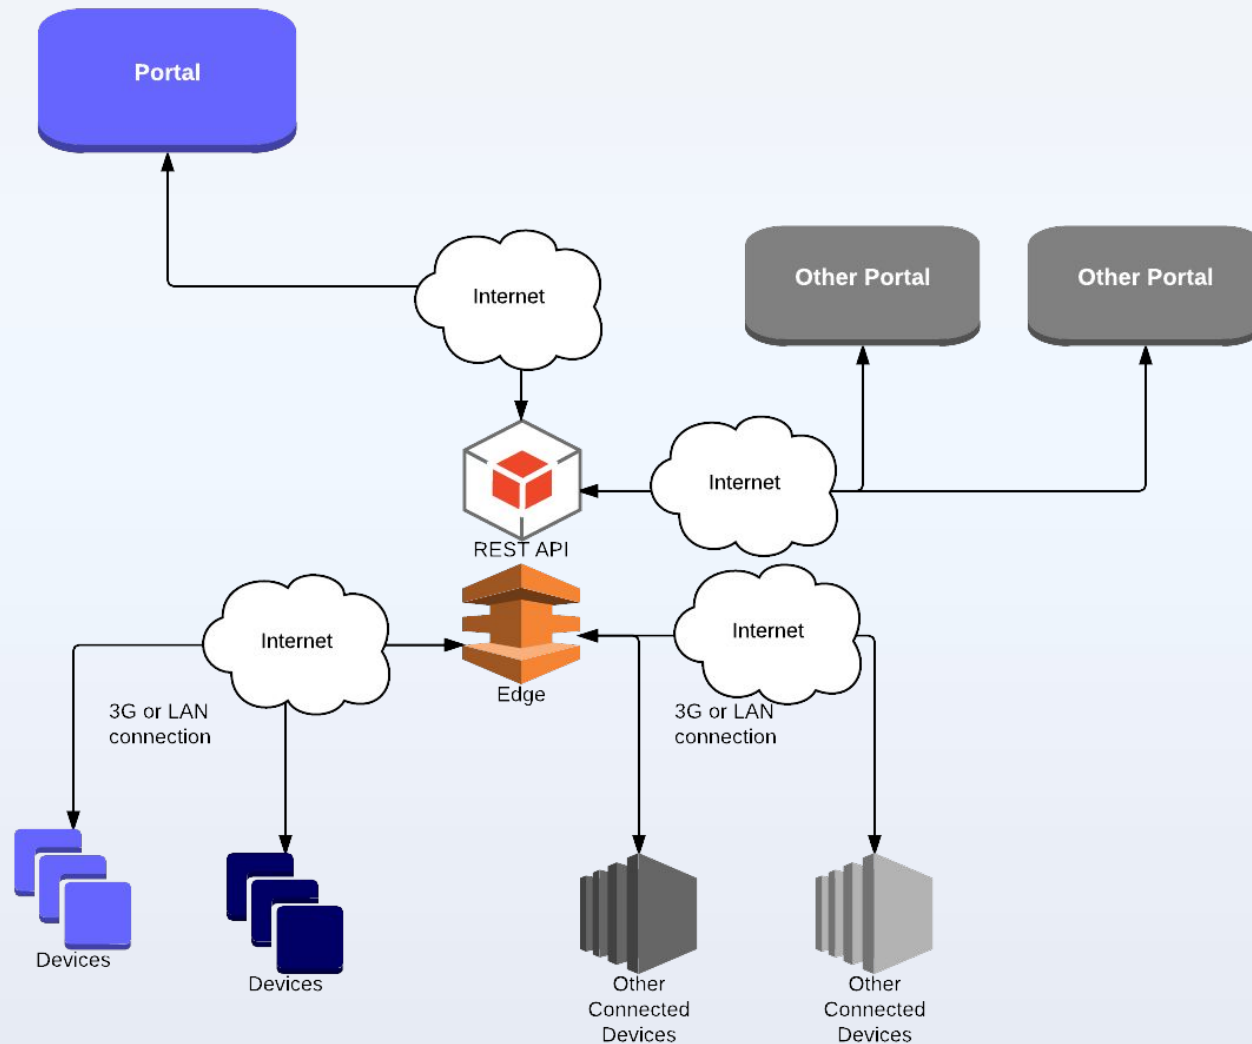 Portal
Internet
Other Portal
Other Portal
Internet
REST API
Internet
Internet
Edge
3G or LAN
connection
3G or LAN
connection
Devices
Devices
Other
Connected
Devices
Other
Connected
Devices